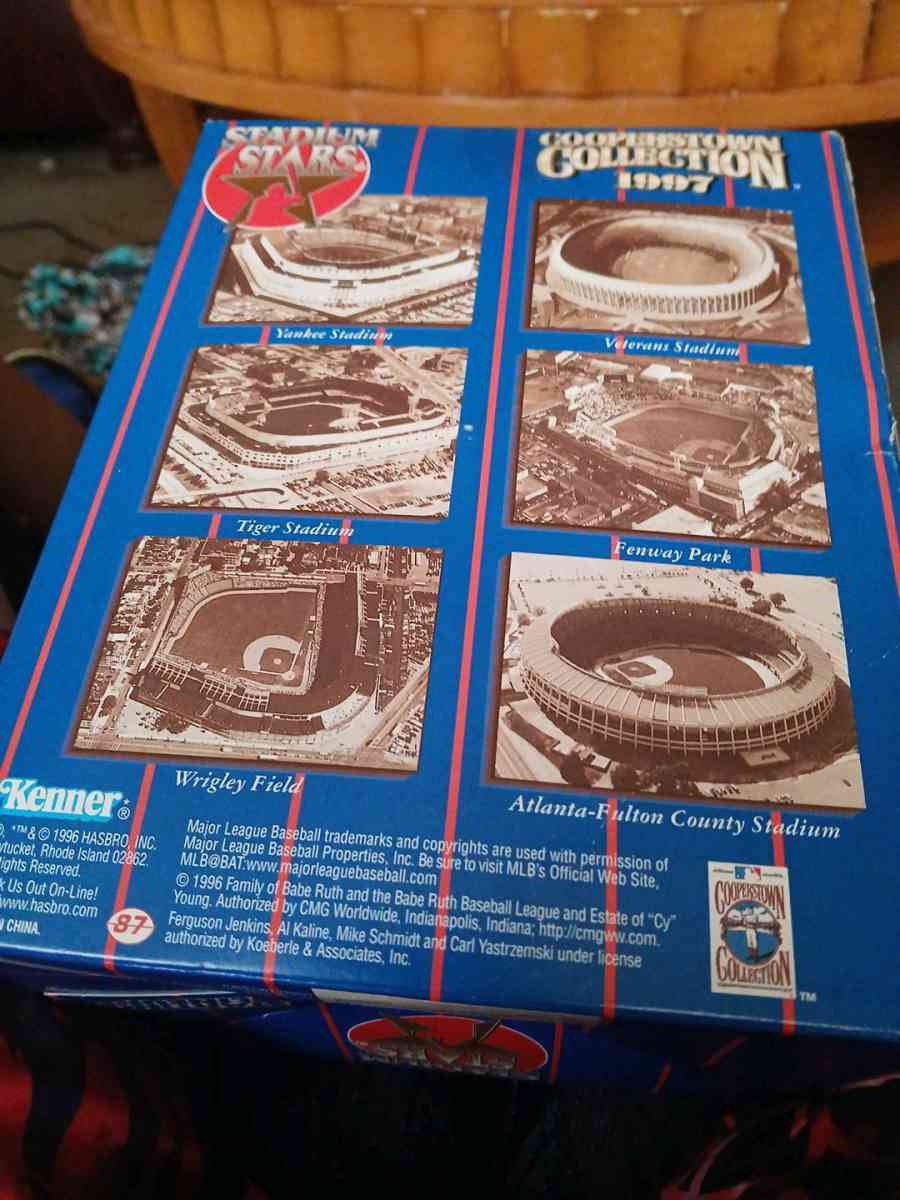 STADIUM
STARS
COOPERSTOWN
COLLECTION
1997
Yankee Stadium
Veterans Stadium
Tiger Stadium
Fenway Park
Wrigley Field
Atlanta-Fulton County Stadium
Kenner®
®, *™ & © 1996 HASBRO, INC.
wtucket, Rhode Island 02862.
ights Reserved.
k Us Out On-Line!
www.hasbro.com
N CHINA.
87
Major League Baseball trademarks and copyrights are used with permission of
Major League Baseball Properties, Inc. Be sure to visit MLB's Official Web Site,
MLB@BAT:www.majorleaguebaseball.com
© 1996 Family of Babe Ruth and the Babe Ruth Baseball League and Estate of "Cy"
Young. Authorized by CMG Worldwide, Indianapolis, Indiana; http://cmgww.com.
Ferguson Jenkins, Al Kaline, Mike Schmidt and Carl Yastrzemski under license
authorized by Koeberle & Associates, Inc.
COOPERSTOWN
COLLECTION
™